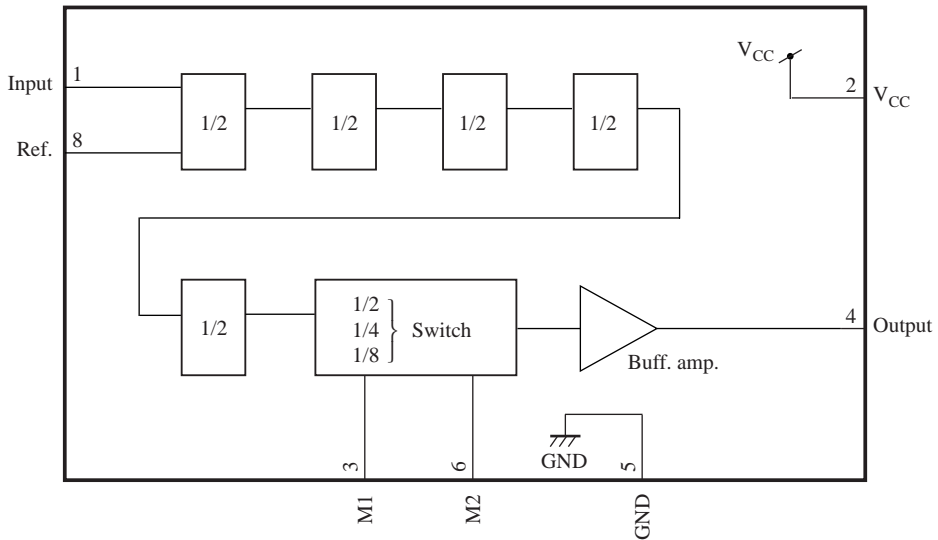 Input
1
Ref.
8
1/2
1/2
1/2
1/2
V_CC
2
V_CC
1/2
1/2
1/4
1/8
Switch
Buff. amp.
4
Output
3
6
GND
5
M1
M2
GND